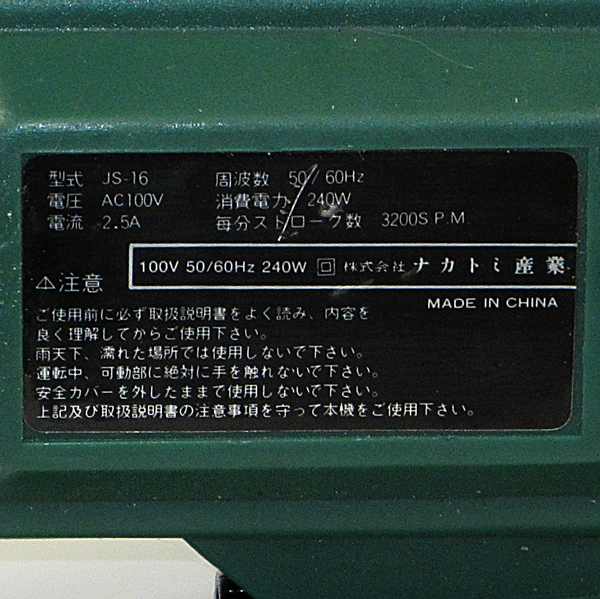 型式 JS-16 周波数 50/60Hz
電圧 AC100V 消費電力 240W
電流 2.5A 毎分ストローク数 3200S P.M
100V 50/60Hz 240W 回 株式会社 ナカトミ産業
⚠注意
MADE IN CHINA
ご使用前に必ず取扱説明書をよく読み、内容を
良く理解してからご使用下さい。
雨天下、濡れた場所では使用しないで下さい。
運転中、可動部に絶対に手を触れないで下さい。
安全カバーを外したままで使用しないで下さい。
上記及び取扱説明書の注意事項を守って本機をご使用下さい。